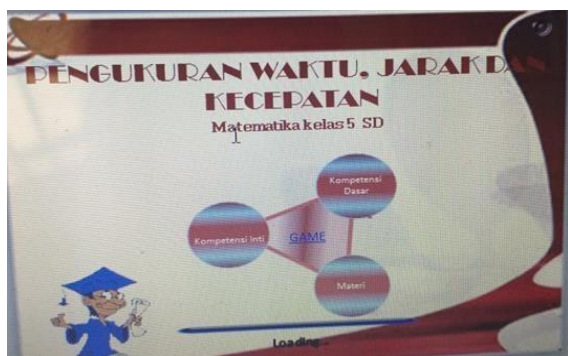 PENGUKURAN WAKTU, JARAK DAN
KECEPATAN
Matematika kelas 5 SD
Kompetensi
Dasar
Kompetensi Inti
GAME
Materi
Loading...